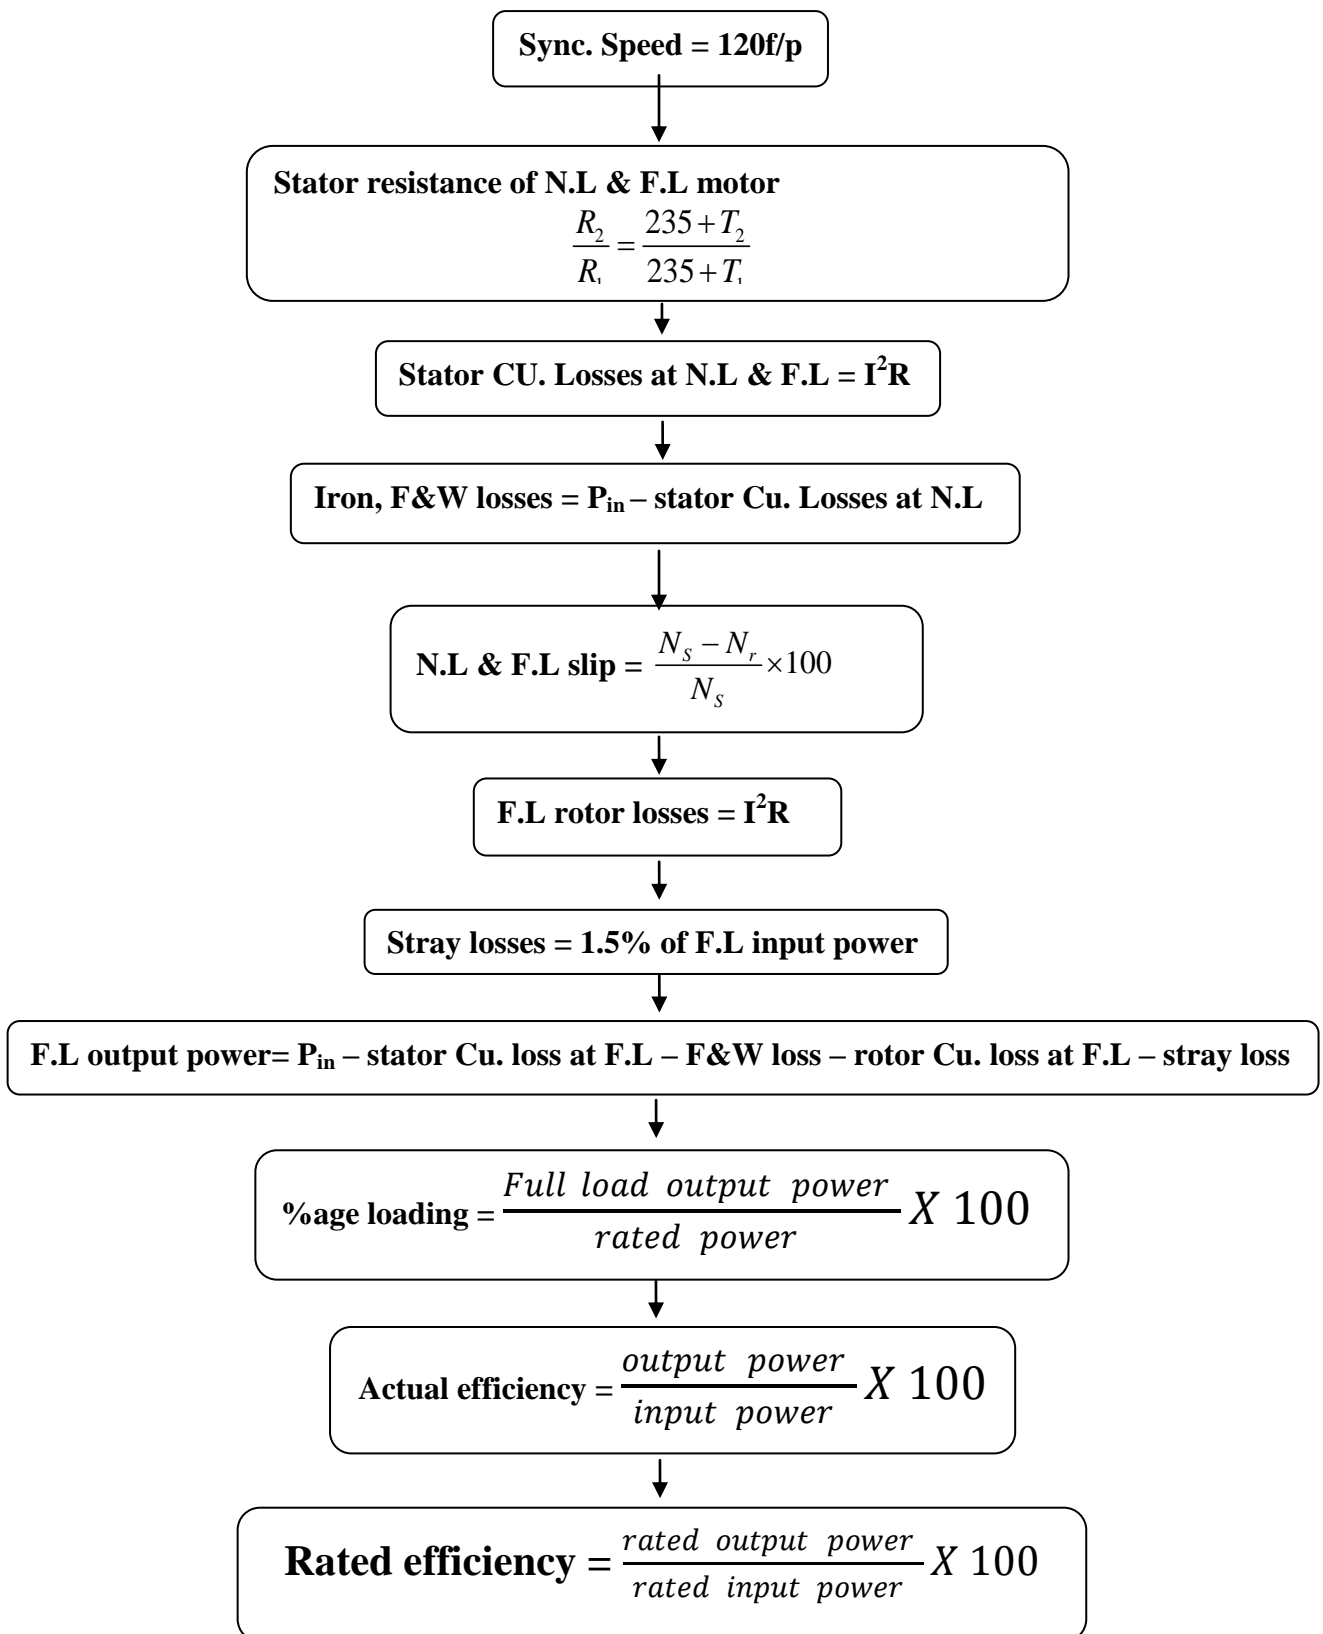 Sync. Speed = 120f/p
Stator resistance of N.L & F.L motor
R₂/R₁ = (235 + T₂)/(235 + T₁)
Stator CU. Losses at N.L & F.L = I²R
Iron, F&W losses = Pᵢₙ – stator Cu. Losses at N.L
N.L & F.L slip = (N_S − N_r)/N_S ×100
F.L rotor losses = I²R
Stray losses = 1.5% of F.L input power
F.L output power= Pᵢₙ – stator Cu. loss at F.L – F&W loss – rotor Cu. loss at F.L – stray loss
%age loading = Full load output power / rated power X 100
Actual efficiency = output power / input power X 100
Rated efficiency = rated output power / rated input power X 100